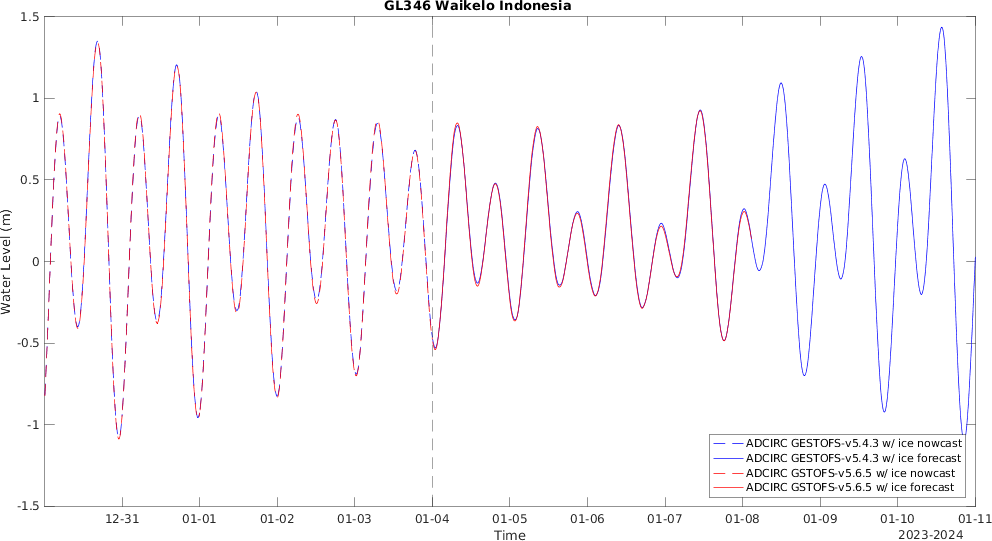 GL346 Waikelo Indonesia
1.5
1
0.5
0
-0.5
-1
-1.5
Water Level (m)
12-31
01-01
01-02
01-03
01-04
01-05
01-06
01-07
01-08
01-09
01-10
01-11
Time
2023-2024
ADCIRC GESTOFS-v5.4.3 w/ ice nowcast
ADCIRC GESTOFS-v5.4.3 w/ ice forecast
ADCIRC GSTOFS-v5.6.5 w/ ice nowcast
ADCIRC GSTOFS-v5.6.5 w/ ice forecast